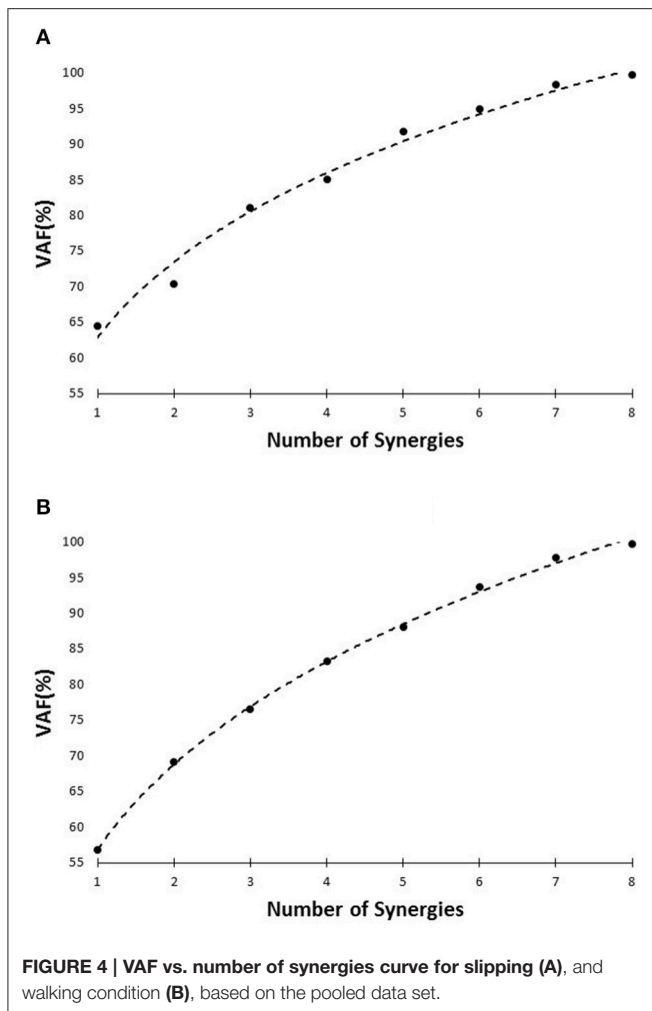 A
100
95
90
85
80
75
70
65
60
55
VAF(%)
1 2 3 4 5 6 7 8
Number of Synergies
B
100
95
90
85
80
75
70
65
60
55
VAF(%)
1 2 3 4 5 6 7 8
Number of Synergies
FIGURE 4 | VAF vs. number of synergies curve for slipping (A), and
walking condition (B), based on the pooled data set.